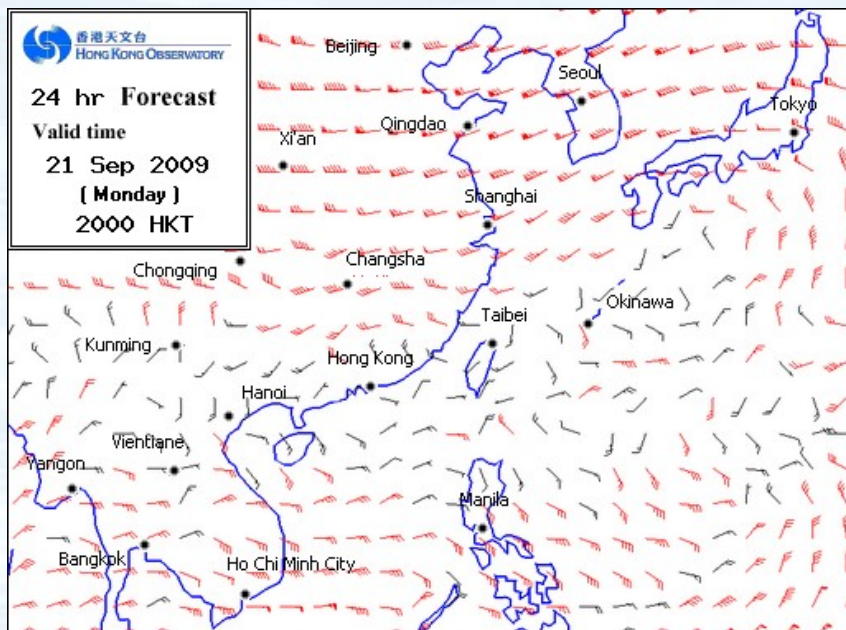 香港天文台
HONG KONG OBSERVATORY
24 hr Forecast
Valid time
21 Sep 2009
( Monday )
2000 HKT
Beijing
Seoul
Tokyo
Qingdao
Xi'an
Shanghai
Chongqing
Changsha
Okinawa
Taibei
Kunming
Hong Kong
Hanoi
Vientiane
Yangon
Manila
Bangkok
Ho Chi Minh City